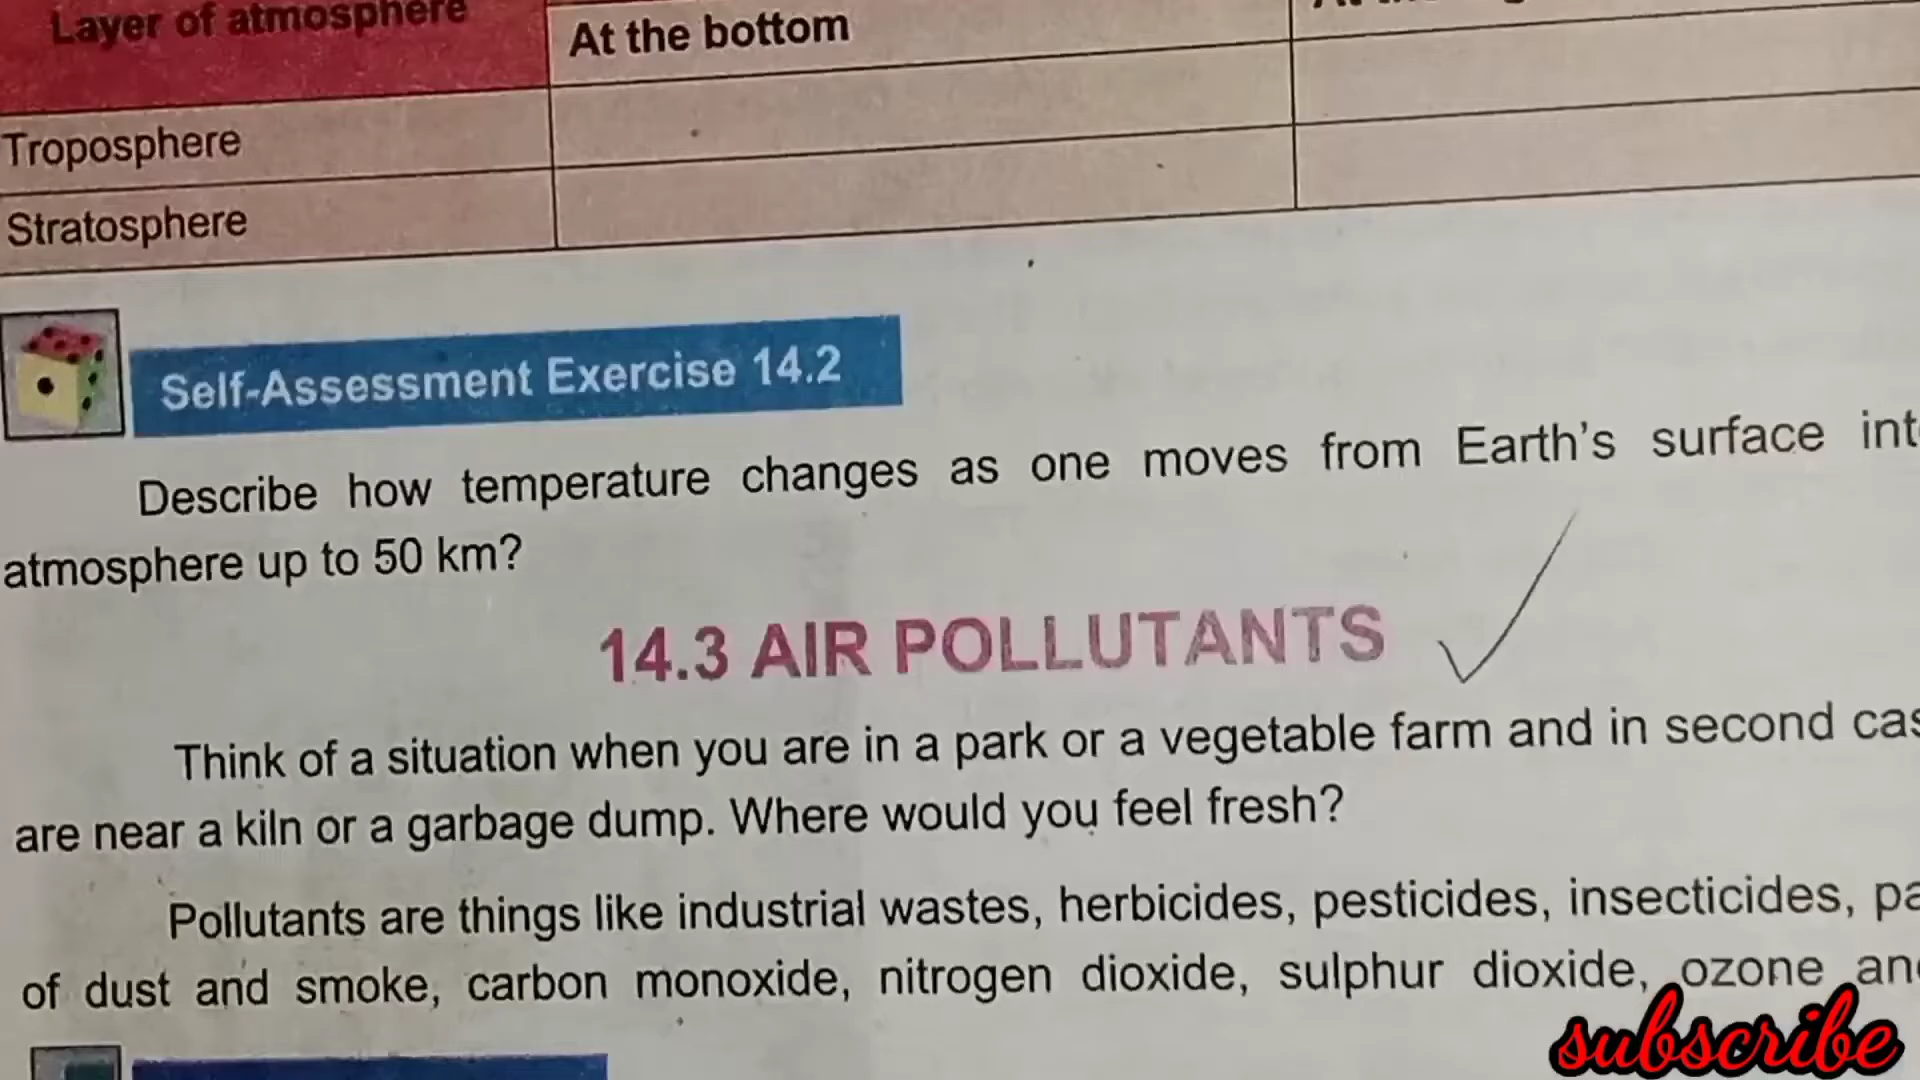 Layer of atmosphere
At the bottom
Troposphere
Stratosphere
Self-Assessment Exercise 14.2
Describe how temperature changes as one moves from Earth's surface
atmosphere up to 50 km?
14.3 AIR POLLUTANTS
Think of a situation when you are in a park or a vegetable farm and in second
are near a kiln or a garbage dump. Where would you feel fresh?
Pollutants are things like industrial wastes, herbicides, pesticides, insecticides,
of dust and smoke, carbon monoxide, nitrogen dioxide, sulphur dioxide, ozone
subscribe